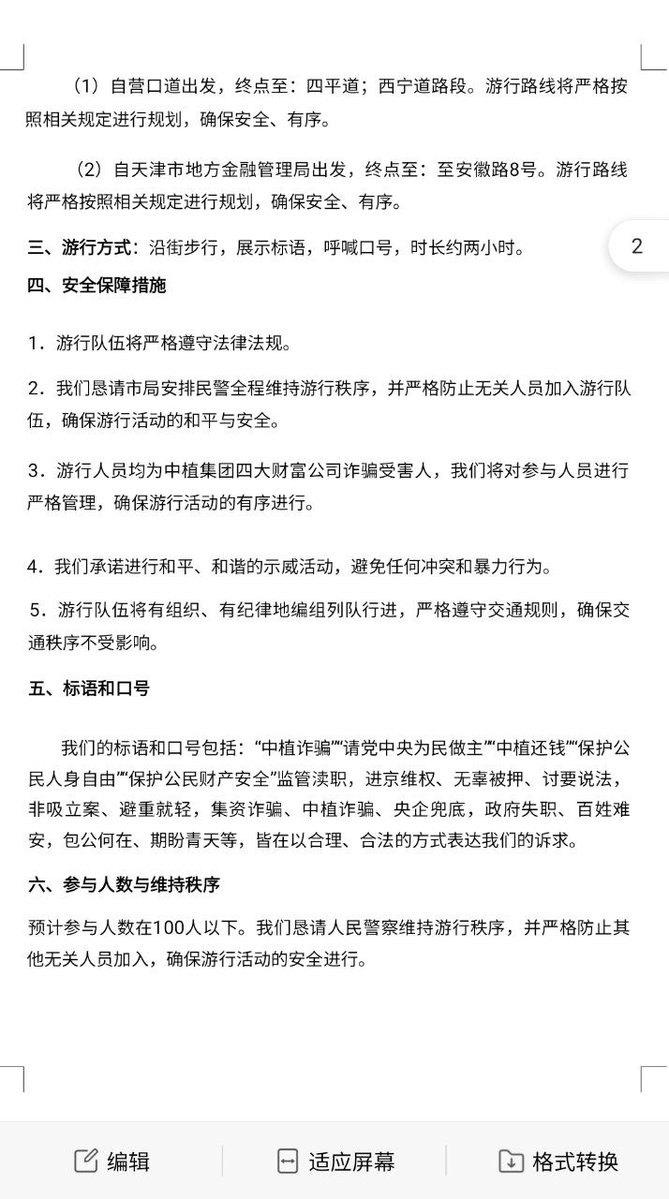 （1）自营口道出发，终点至：四平道；西宁道路段。游行路线将严格按
照相关规定进行规划，确保安全、有序。
（2）自天津市地方金融管理局出发，终点至：至安徽路8号。游行路线
将严格按照相关规定进行规划，确保安全、有序。
三、游行方式：沿街步行，展示标语，呼喊口号，时长约两小时。
2
四、安全保障措施
1．游行队伍将严格遵守法律法规。
2．我们恳请市局安排民警全程维持游行秩序，并严格防止无关人员加入游行队
伍，确保游行活动的和平与安全。
3．游行人员均为中植集团四大财富公司诈骗受害人，我们将对参与人员进行
严格管理，确保游行活动的有序进行。
4．我们承诺进行和平、和谐的示威活动，避免任何冲突和暴力行为。
5．游行队伍将有组织、有纪律地编组列队行进，严格遵守交通规则，确保交
通秩序不受影响。
五、标语和口号
我们的标语和口号包括：“中植诈骗”“请党中央为民做主”“中植还钱”“保护公
民人身自由”“保护公民财产安全”监管渎职，进京维权、无辜被押、讨要说法，
非吸立案、避重就轻，集资诈骗、中植诈骗、央企兜底，政府失职、百姓难
安，包公何在、期盼青天等，皆在以合理、合法的方式表达我们的诉求。
六、参与人数与维持秩序
预计参与人数在100人以下。我们恳请人民警察维持游行秩序，并严格防止其
他无关人员加入，确保游行活动的安全进行。
编辑
适应屏幕
格式转换